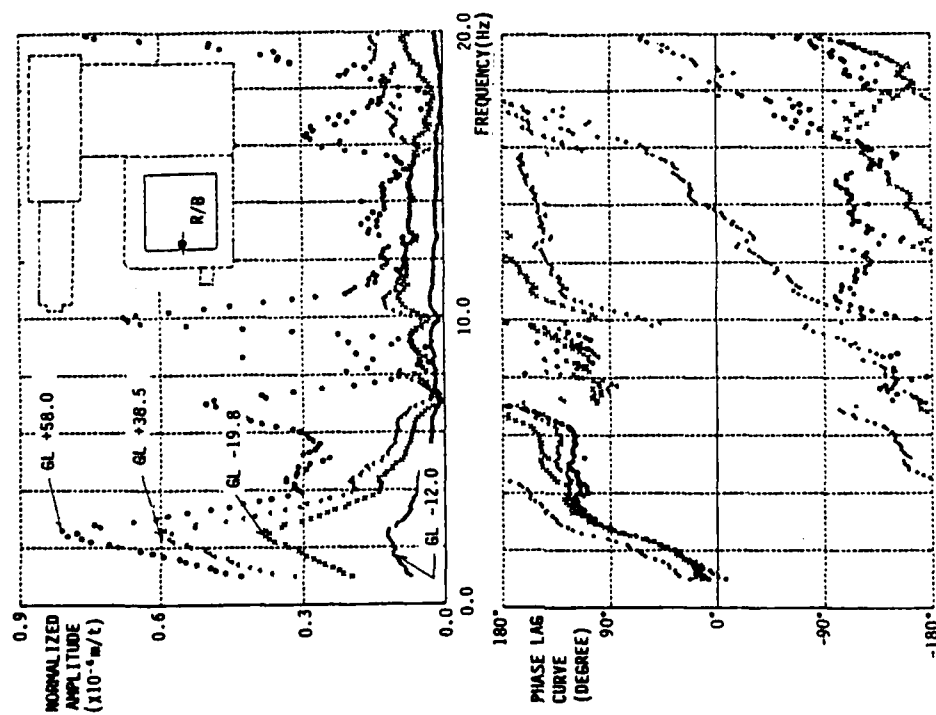 NORMALIZED
AMPLITUDE
(X10⁻⁶m/t)
0.9
0.6
0.3
0.0
GL +58.0
GL +38.5
GL -19.8
GL -12.0
R/B
0.0
10.0
20.0
FREQUENCY(Hz)
PHASE LAG
CURVE
(DEGREE)
180°
90°
0
-90°
-180°